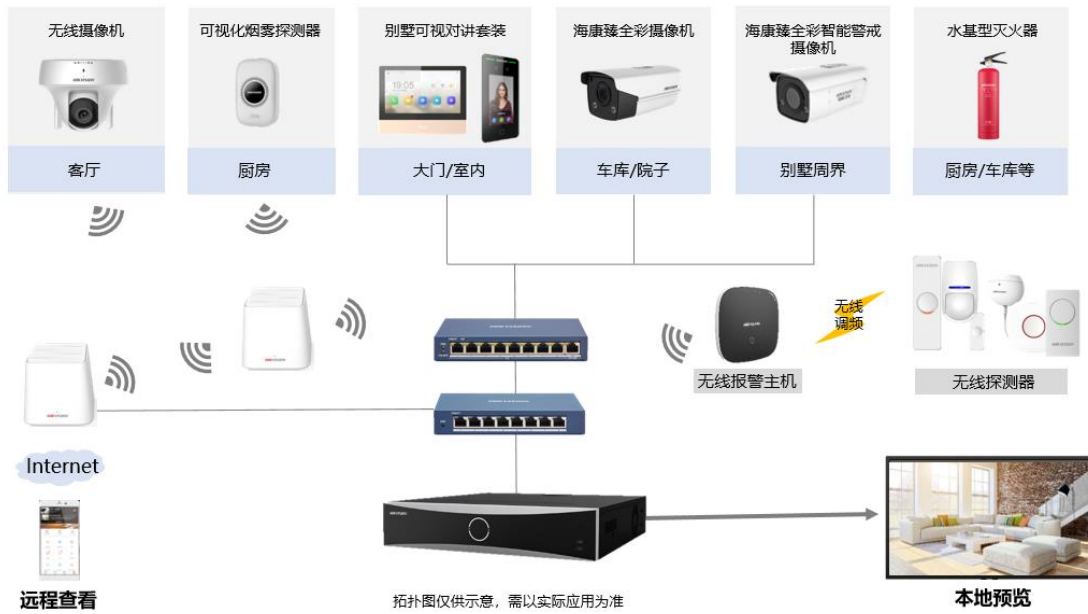 无线摄像机
可视化烟雾探测器
别墅可视对讲套装
海康臻全彩摄像机
海康臻全彩智能警戒
摄像机
水基型灭火器
19:05
客厅
厨房
大门/室内
车库/院子
别墅周界
厨房/车库等
无线
调频
无线报警主机
无线探测器
Internet
远程查看
拓扑图仅供示意，需以实际应用为准
本地预览